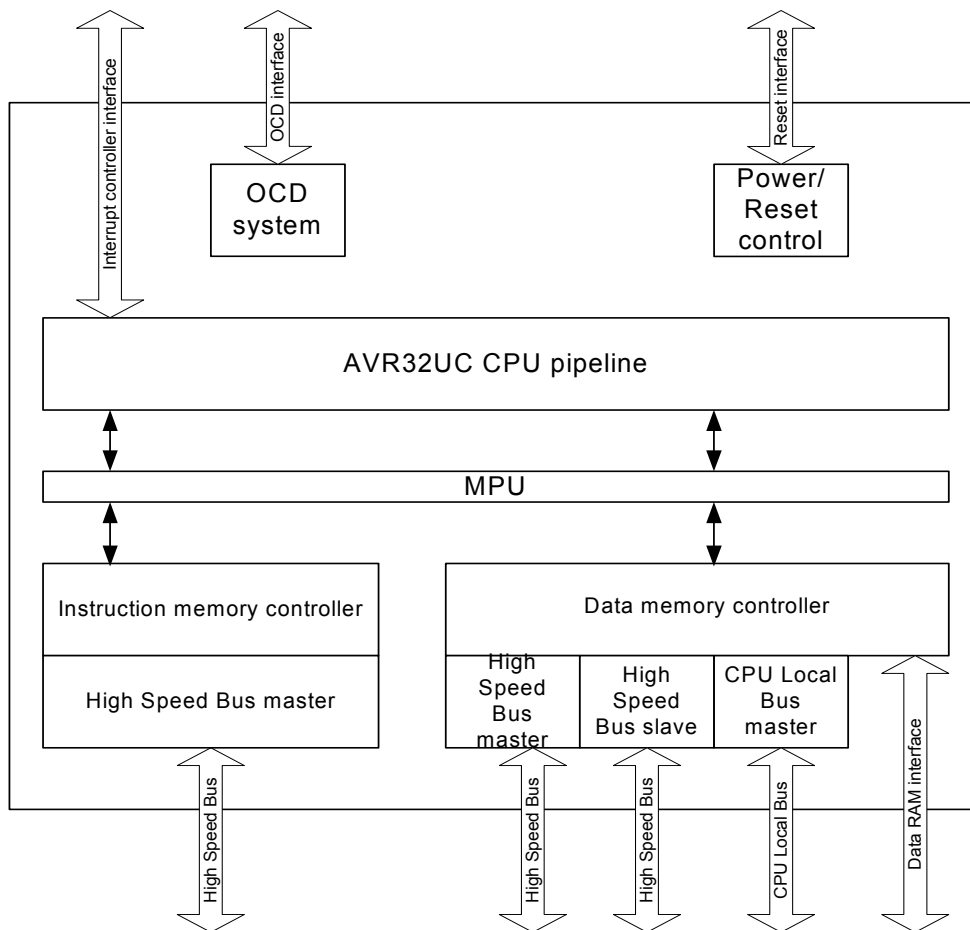 Interrupt controller interface
OCD interface
Reset interface
OCD
system
Power/
Reset
control
AVR32UC CPU pipeline
MPU
Instruction memory controller
High Speed Bus master
Data memory controller
High
Speed
Bus
master
High
Speed
Bus slave
CPU Local
Bus
master
High Speed Bus
High Speed Bus
High Speed Bus
CPU Local Bus
Data RAM interface